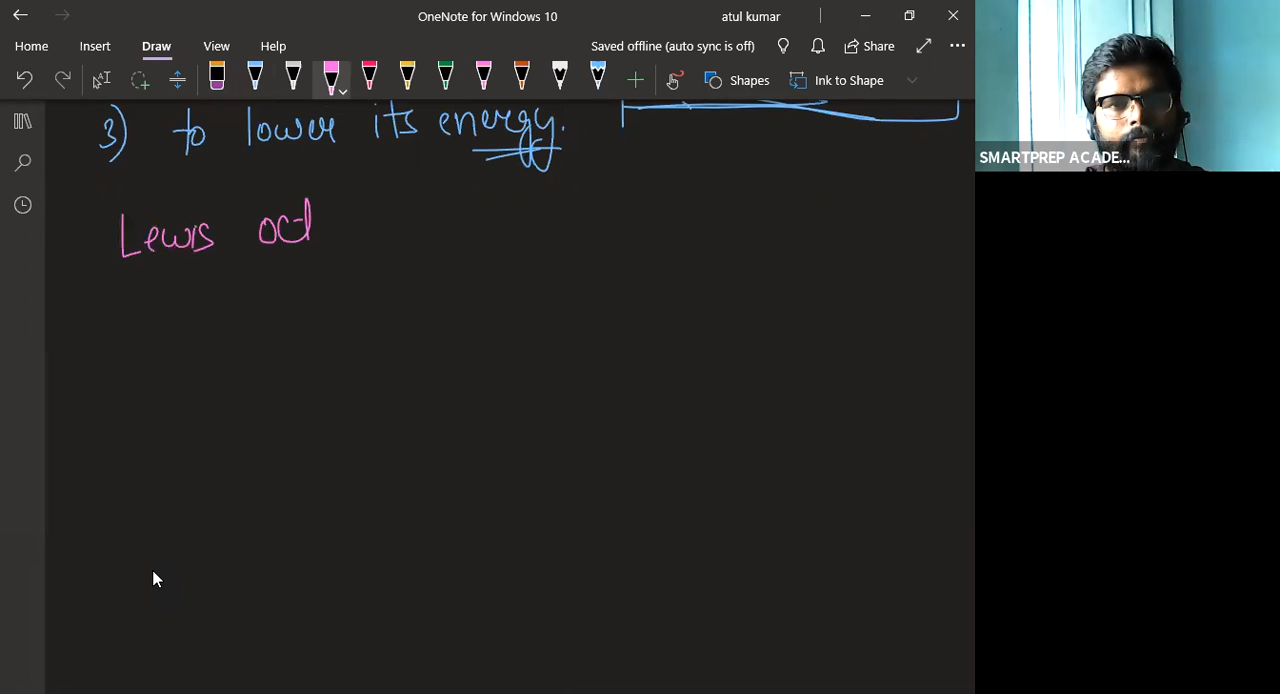 OneNote for Windows 10
atul kumar
Home
Insert
Draw
View
Help
Saved offline (auto sync is off)
Share
Shapes
Ink to Shape
3) to lower its energy.
Lewis oct
SMARTPREP ACADE...